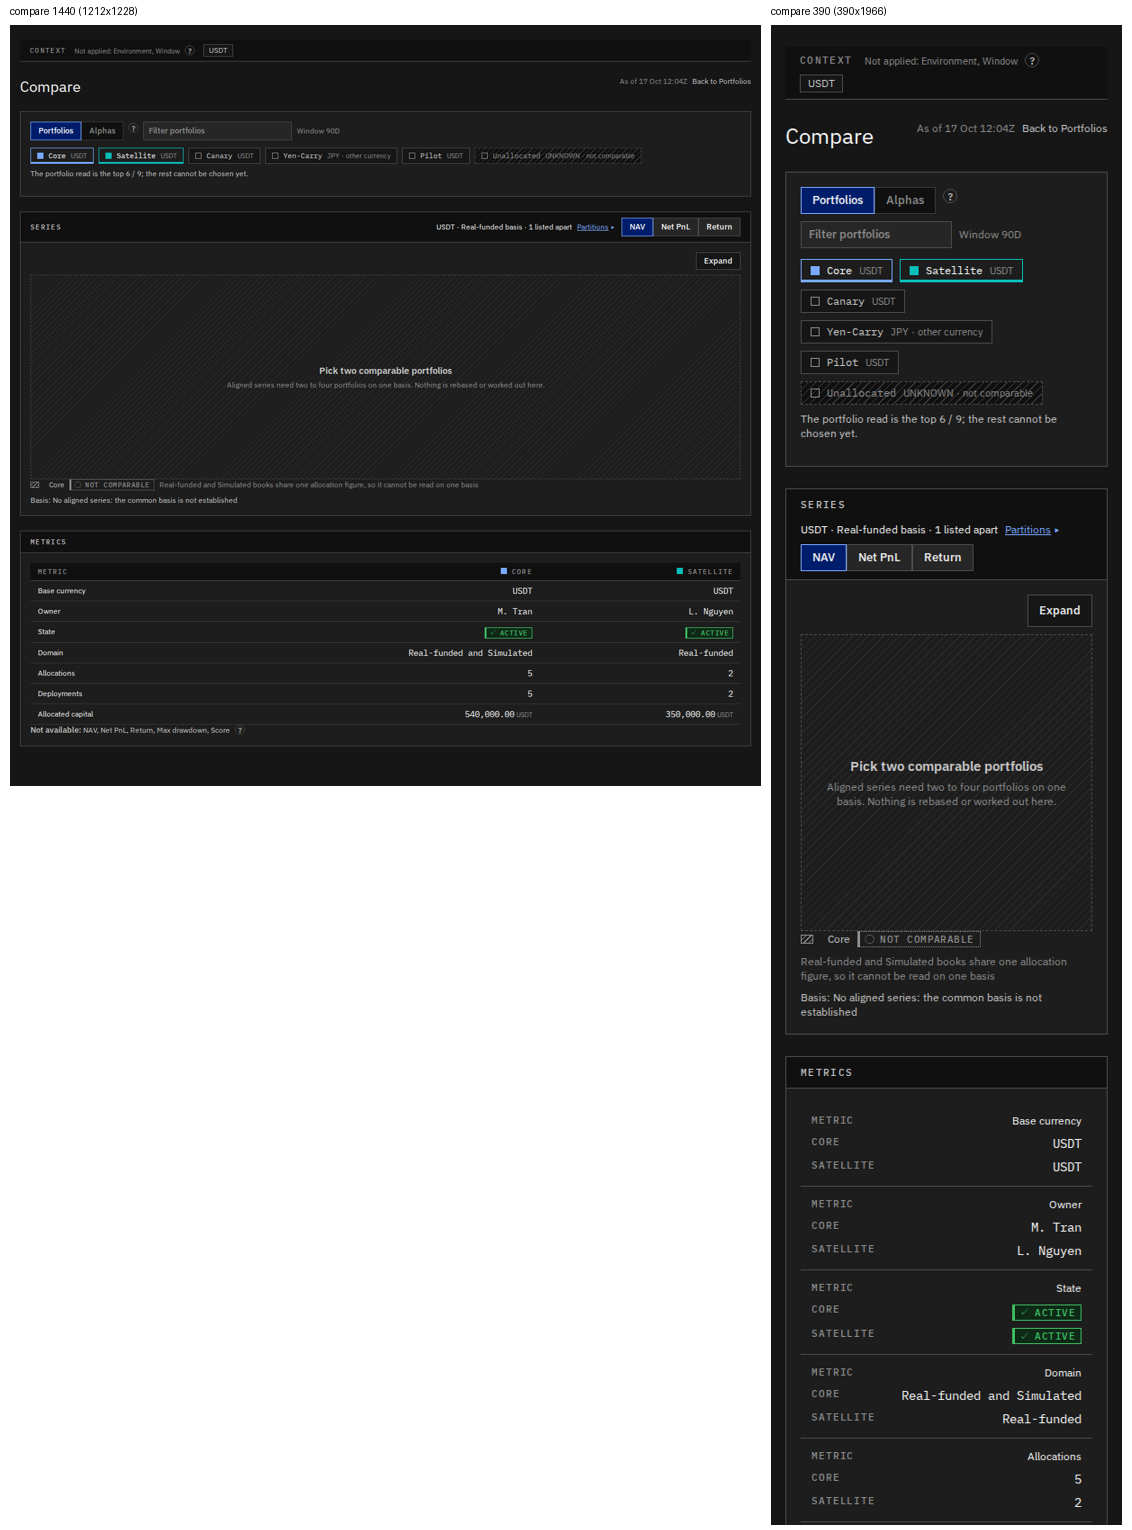 compare 1440 (1212x1228)
CONTEXT Not applied: Environment, Window ? USDT
Compare
As of 17 Oct 12:04Z Back to Portfolios
Portfolios Alphas ? Filter portfolios Window 90D
Core USDT Satellite USDT Canary USDT Yen-Carry JPY · other currency Pilot USDT Unallocated UNKNOWN · not comparable
The portfolio read is the top 6 / 9; the rest cannot be chosen yet.
SERIES USDT · Real-funded basis · 1 listed apart Partitions ▸ NAV Net PnL Return
Expand
Pick two comparable portfolios
Aligned series need two to four portfolios on one basis. Nothing is rebased or worked out here.
Core NOT COMPARABLE Real-funded and Simulated books share one allocation figure, so it cannot be read on one basis
Basis: No aligned series: the common basis is not established
METRICS
METRIC CORE SATELLITE
Base currency USDT USDT
Owner M. Tran L. Nguyen
State ✓ ACTIVE ✓ ACTIVE
Domain Real-funded and Simulated Real-funded
Allocations 5 2
Deployments 5 2
Allocated capital 540,000.00 USDT 350,000.00 USDT
Not available: NAV, Net PnL, Return, Max drawdown, Score ?
compare 390 (390x1966)
CONTEXT Not applied: Environment, Window ?
USDT
Compare
As of 17 Oct 12:04Z Back to Portfolios
Portfolios Alphas ?
Filter portfolios Window 90D
Core USDT Satellite USDT
Canary USDT
Yen-Carry JPY · other currency
Pilot USDT
Unallocated UNKNOWN · not comparable
The portfolio read is the top 6 / 9; the rest cannot be
chosen yet.
SERIES
USDT · Real-funded basis · 1 listed apart Partitions ▸
NAV Net PnL Return
Expand
Pick two comparable portfolios
Aligned series need two to four portfolios on one
basis. Nothing is rebased or worked out here.
Core NOT COMPARABLE
Real-funded and Simulated books share one allocation
figure, so it cannot be read on one basis
Basis: No aligned series: the common basis is not
established
METRICS
METRIC Base currency
CORE USDT
SATELLITE USDT
METRIC Owner
CORE M. Tran
SATELLITE L. Nguyen
METRIC State
CORE ✓ ACTIVE
SATELLITE ✓ ACTIVE
METRIC Domain
CORE Real-funded and Simulated
SATELLITE Real-funded
METRIC Allocations
CORE 5
SATELLITE 2